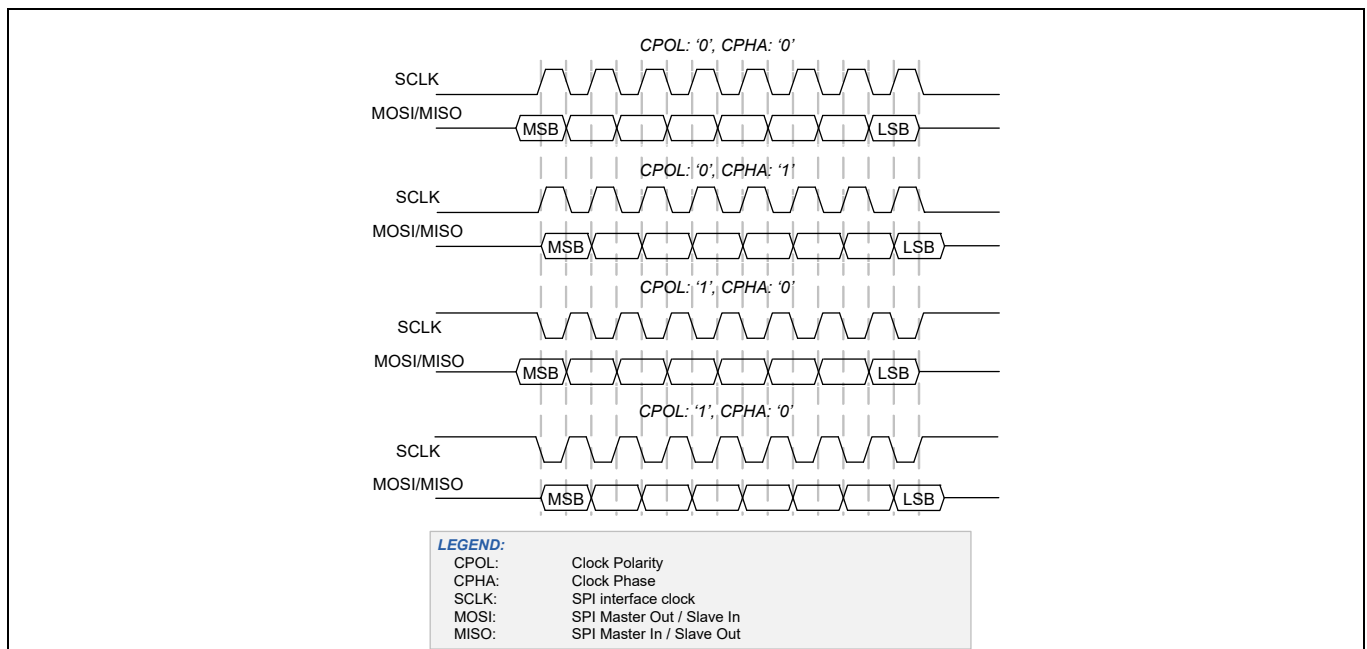 CPOL: ‘0’, CPHA: ‘0’
SCLK
MOSI/MISO
MSB
LSB
CPOL: ‘0’, CPHA: ‘1’
SCLK
MOSI/MISO
MSB
LSB
CPOL: ‘1’, CPHA: ‘0’
SCLK
MOSI/MISO
MSB
LSB
CPOL: ‘1’, CPHA: ‘0’
SCLK
MOSI/MISO
MSB
LSB
LEGEND:
CPOL: Clock Polarity
CPHA: Clock Phase
SCLK: SPI interface clock
MOSI: SPI Master Out / Slave In
MISO: SPI Master In / Slave Out